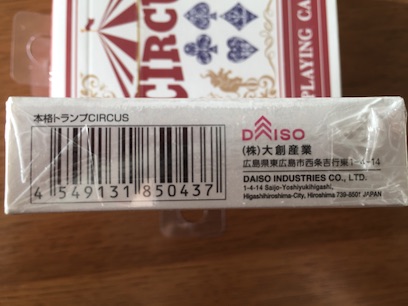 CIRCUS
PLAYING CA
本格トランプCIRCUS
4 549131 850437
DAISO
(株)大創産業
広島県東広島市西条吉行東1-4-14
DAISO INDUSTRIES CO., LTD.
1-4-14 Saijo-Yoshiyukihigashi,
Higashihiroshima-City, Hiroshima 739-8501 JAPAN